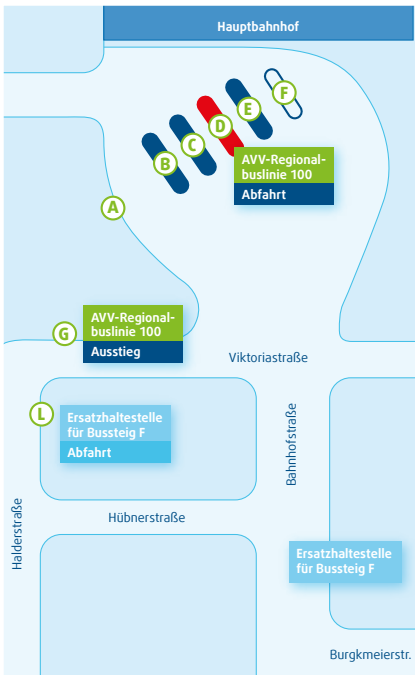 Hauptbahnhof
F
E
D
C
B
AVV-Regional-
buslinie 100
Abfahrt
A
AVV-Regional-
buslinie 100
Ausstieg
G
Viktoriastraße
L
Ersatzhaltestelle
für Bussteig F
Abfahrt
Bahnhofstraße
Halderstraße
Hübnerstraße
Ersatzhaltestelle
für Bussteig F
Burgkmeierstr.